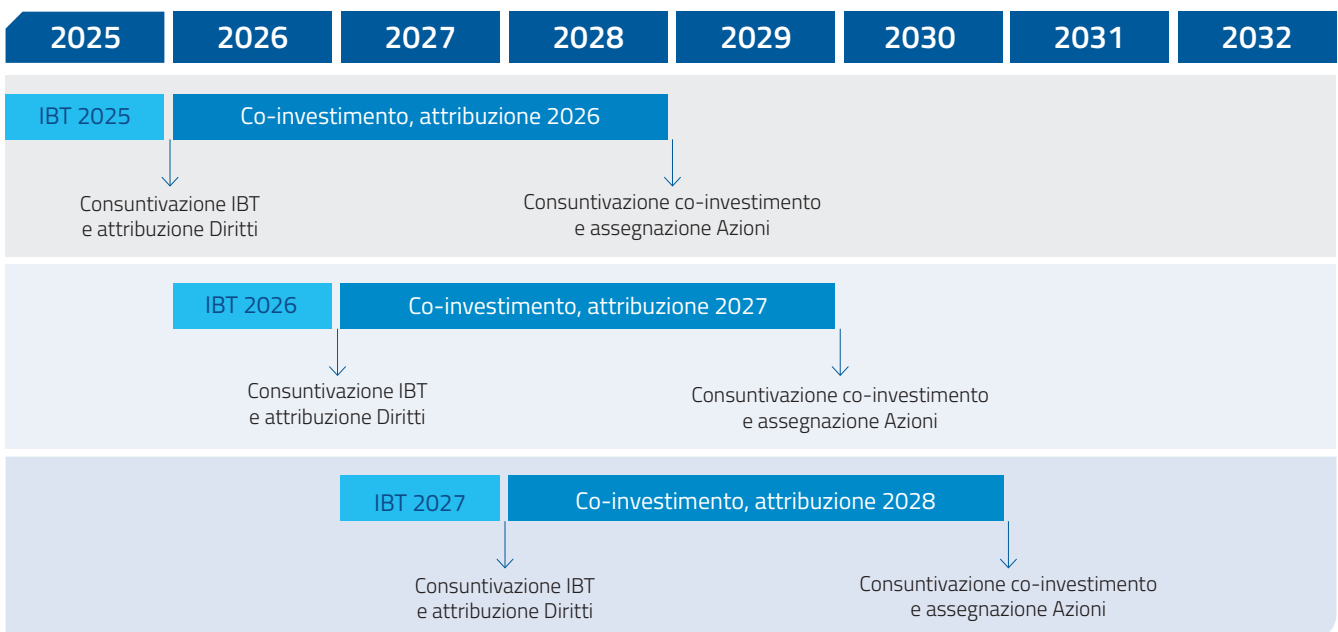 2025 2026 2027 2028 2029 2030 2031 2032
IBT 2025 Co-investimento, attribuzione 2026
Consuntivazione IBT
e attribuzione Diritti
Consuntivazione co-investimento
e assegnazione Azioni
IBT 2026 Co-investimento, attribuzione 2027
Consuntivazione IBT
e attribuzione Diritti
Consuntivazione co-investimento
e assegnazione Azioni
IBT 2027 Co-investimento, attribuzione 2028
Consuntivazione IBT
e attribuzione Diritti
Consuntivazione co-investimento
e assegnazione Azioni